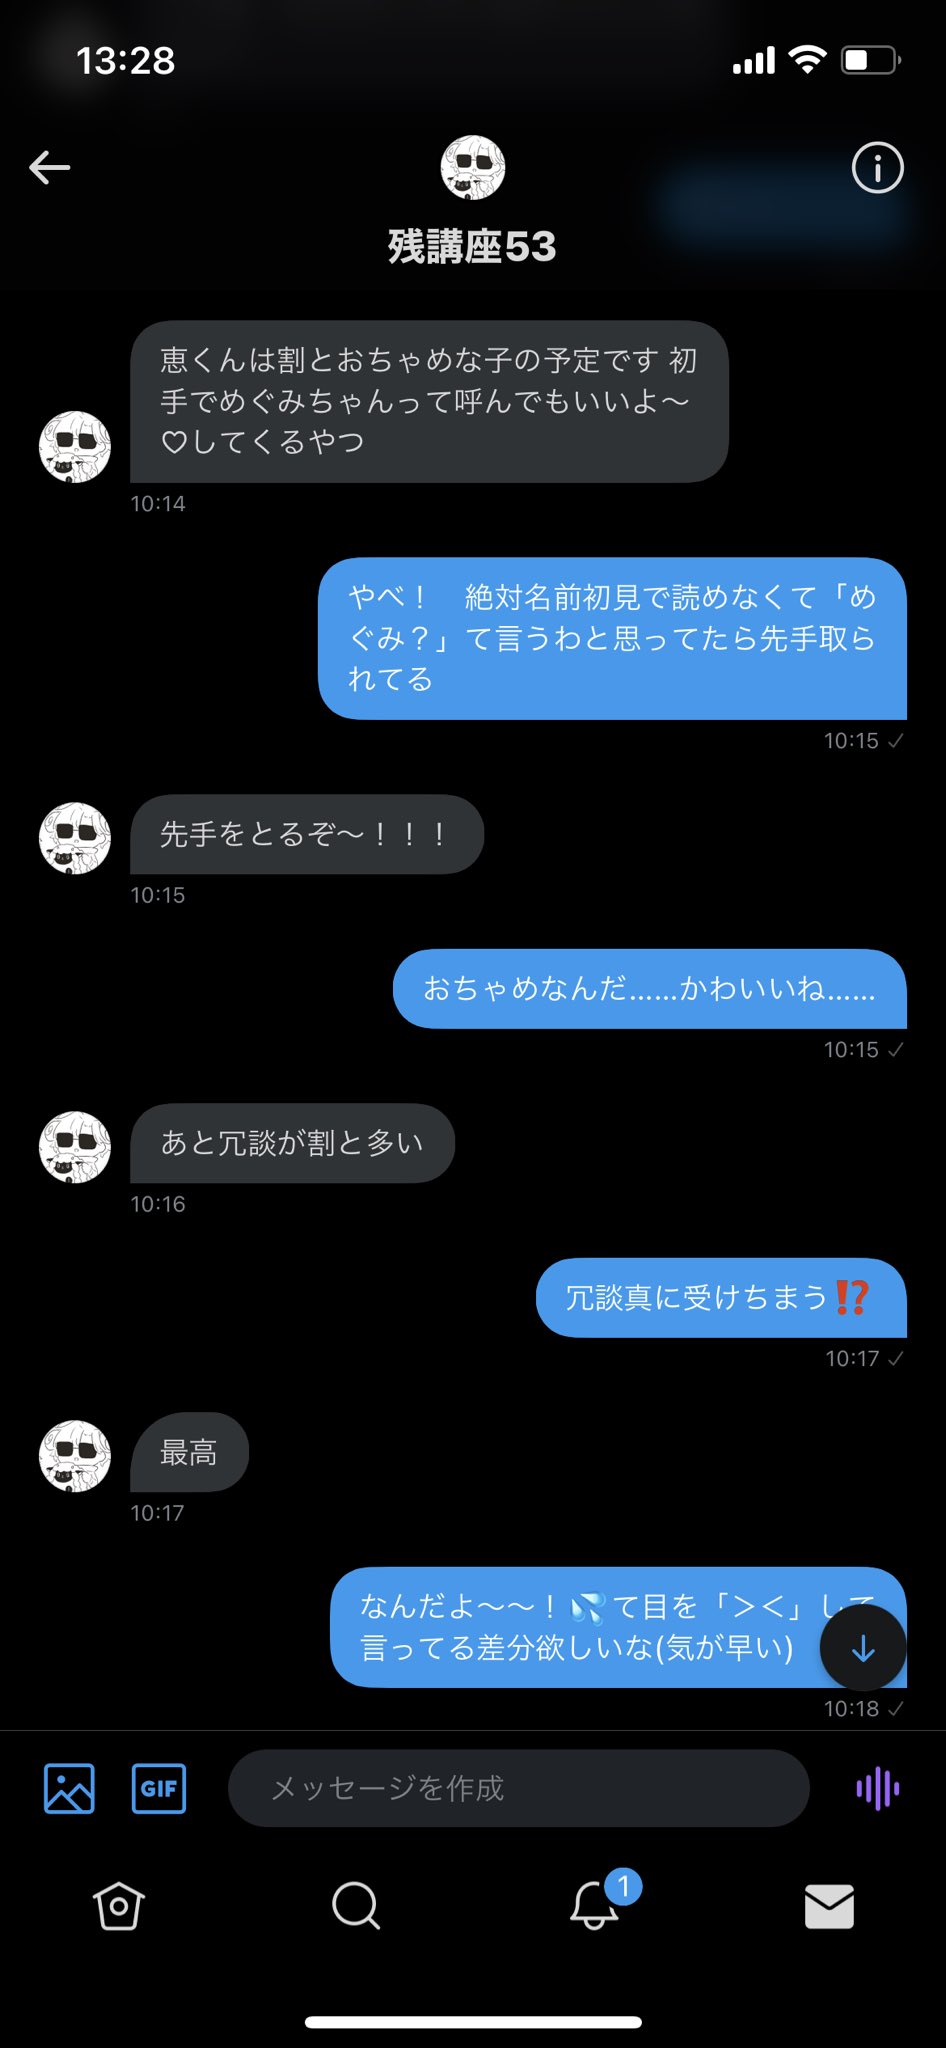 13:28
残講座53
恵くんは割とおちゃめな子の予定です 初
手でめぐみちゃんって呼んでもいいよ〜
♡してくるやつ
10:14
やべ！　絶対名前初見で読めなくて「め
ぐみ？」て言うわと思ってたら先手取ら
れてる
10:15 ✓
先手をとるぞ〜！！！
10:15
おちゃめなんだ……かわいいね……
10:15 ✓
あと冗談が割と多い
10:16
冗談真に受けちまう⁉️
10:17 ✓
最高
10:17
なんだよ〜〜！💦て目を「＞＜」して
言ってる差分欲しいな(気が早い)
10:18 ✓
GIF
メッセージを作成
1